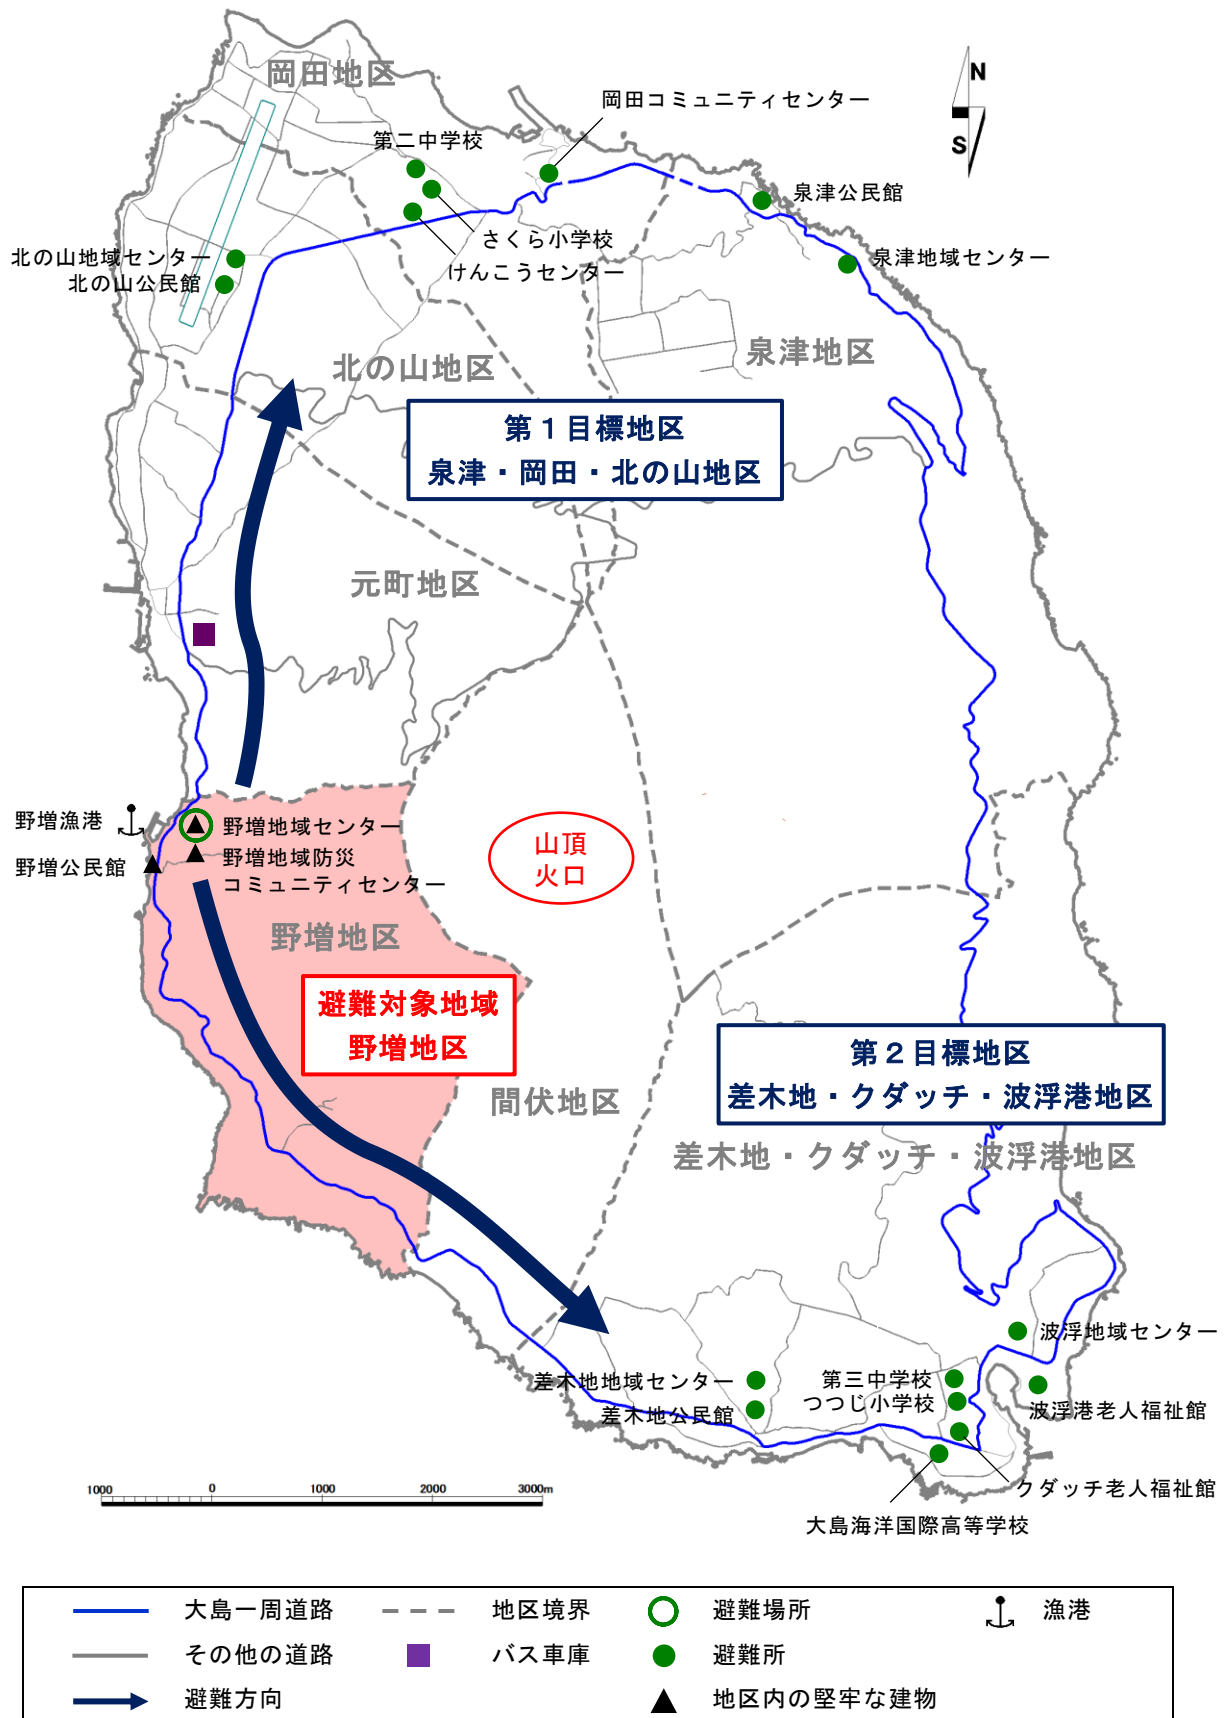 岡田地区
N
S
岡田コミュニティセンター
第二中学校
泉津公民館
さくら小学校
けんこうセンター
北の山地域センター
北の山公民館
泉津地域センター
北の山地区
泉津地区
第１目標地区
泉津・岡田・北の山地区
元町地区
野増漁港
野増地域センター
野増公民館
野増地域防災
コミュニティセンター
山頂
火口
野増地区
避難対象地域
野増地区
第２目標地区
差木地・クダッチ・波浮港地区
間伏地区
差木地・クダッチ・波浮港地区
波浮地域センター
差木地地域センター
差木地公民館
第三中学校
つつじ小学校
波浮港老人福祉館
クダッチ老人福祉館
大島海洋国際高等学校
1000 0 1000 2000 3000m
大島一周道路 地区境界 避難場所 漁港
その他の道路 バス車庫 避難所
避難方向 地区内の堅牢な建物